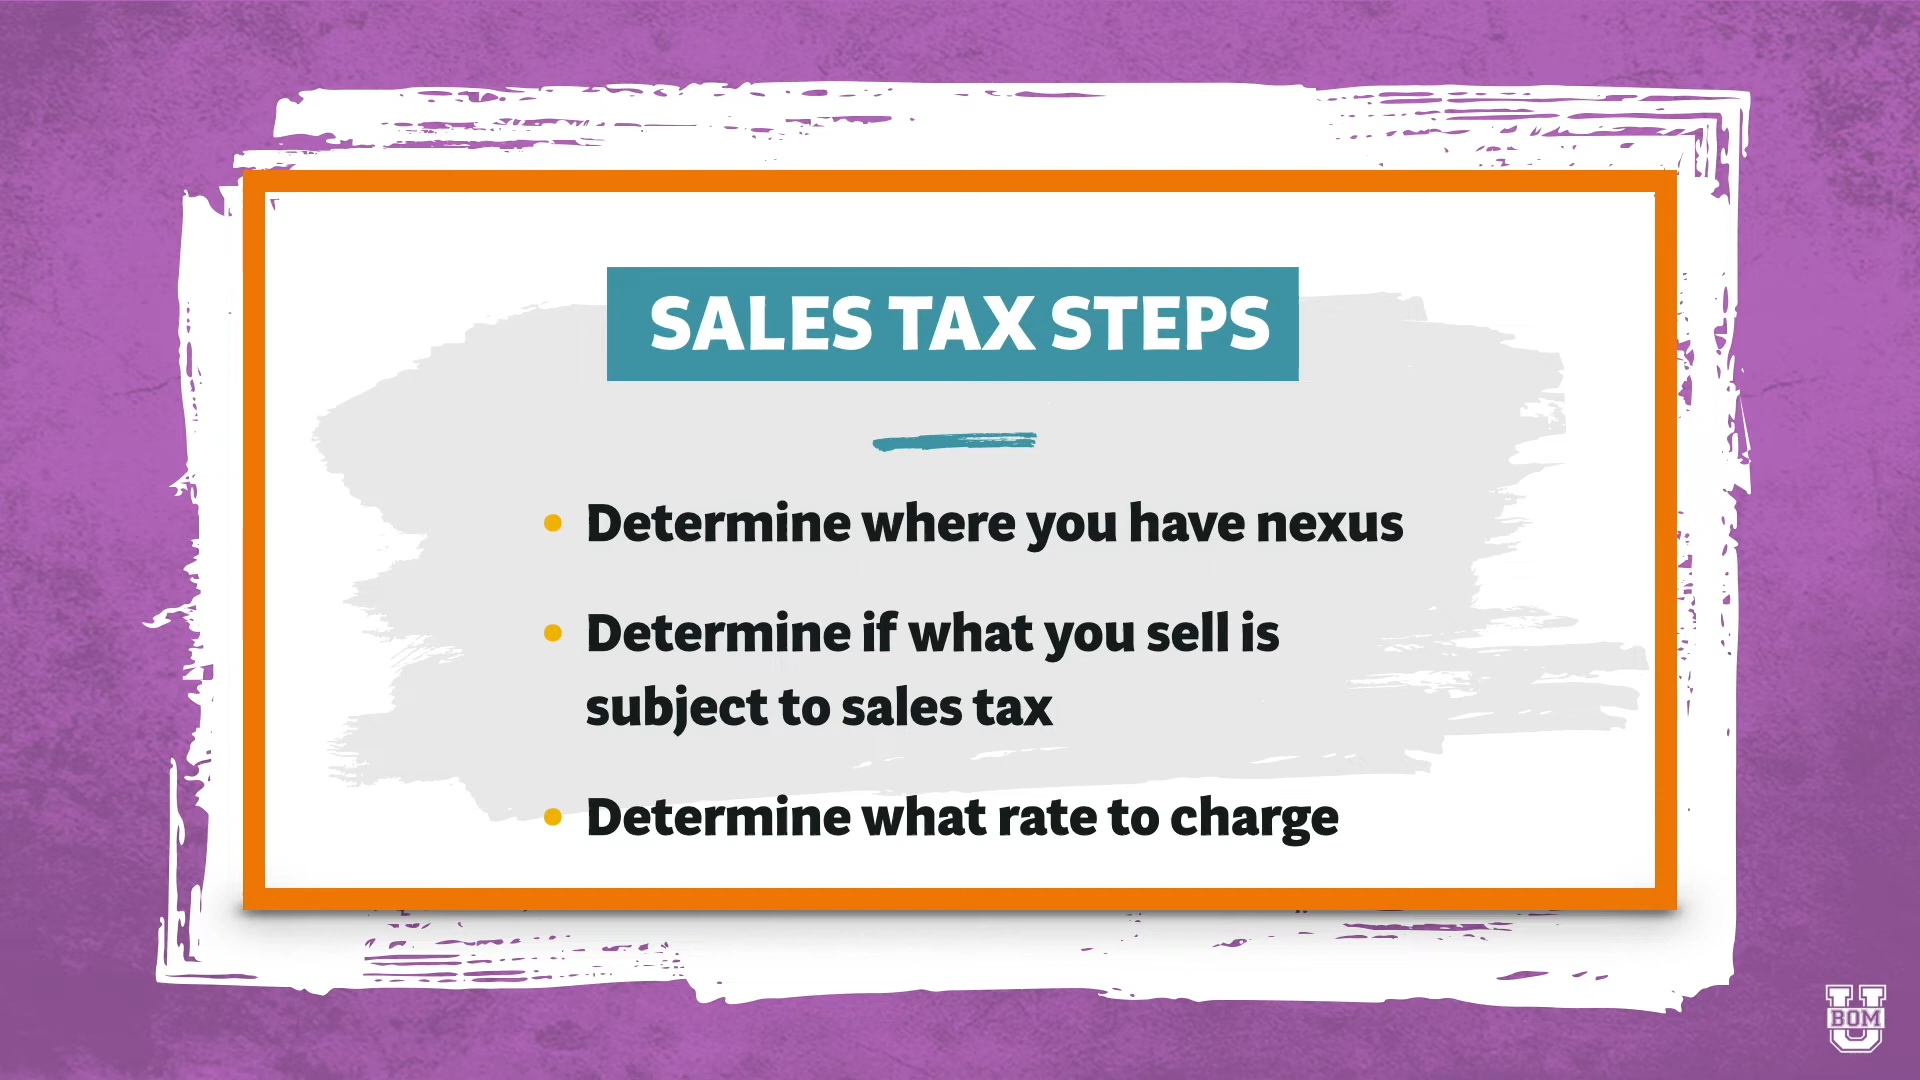 SALES TAX STEPS
• Determine where you have nexus
• Determine if what you sell is
subject to sales tax
• Determine what rate to charge
U
BOM